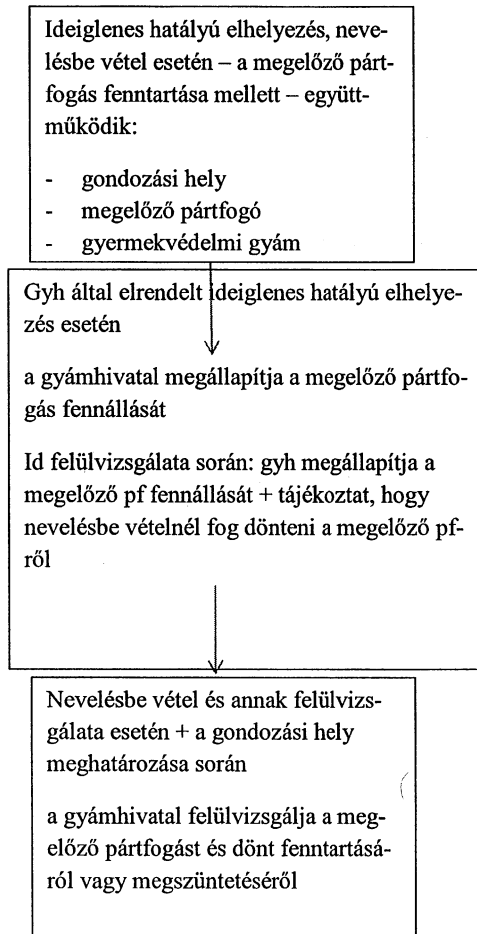 Ideiglenes hatályú elhelyezés, neve-
lésbe vétel esetén – a megelőző párt-
fogás fenntartása mellett – együtt-
működik:
- gondozási hely
- megelőző pártfogó
- gyermekvédelmi gyám
Gyh által elrendelt ideiglenes hatályú elhelye-
zés esetén
a gyámhivatal megállapítja a megelőző pártfo-
gás fennállását
Id felülvizsgálata során: gyh megállapítja a
megelőző pf fennállását + tájékoztat, hogy
nevelésbe vételnél fog dönteni a megelőző pf-
ről
Nevelésbe vétel és annak felülvizs-
gálata esetén + a gondozási hely
meghatározása során
a gyámhivatal felülvizsgálja a meg-
előző pártfogást és dönt fenntartásá-
ról vagy megszüntetéséről